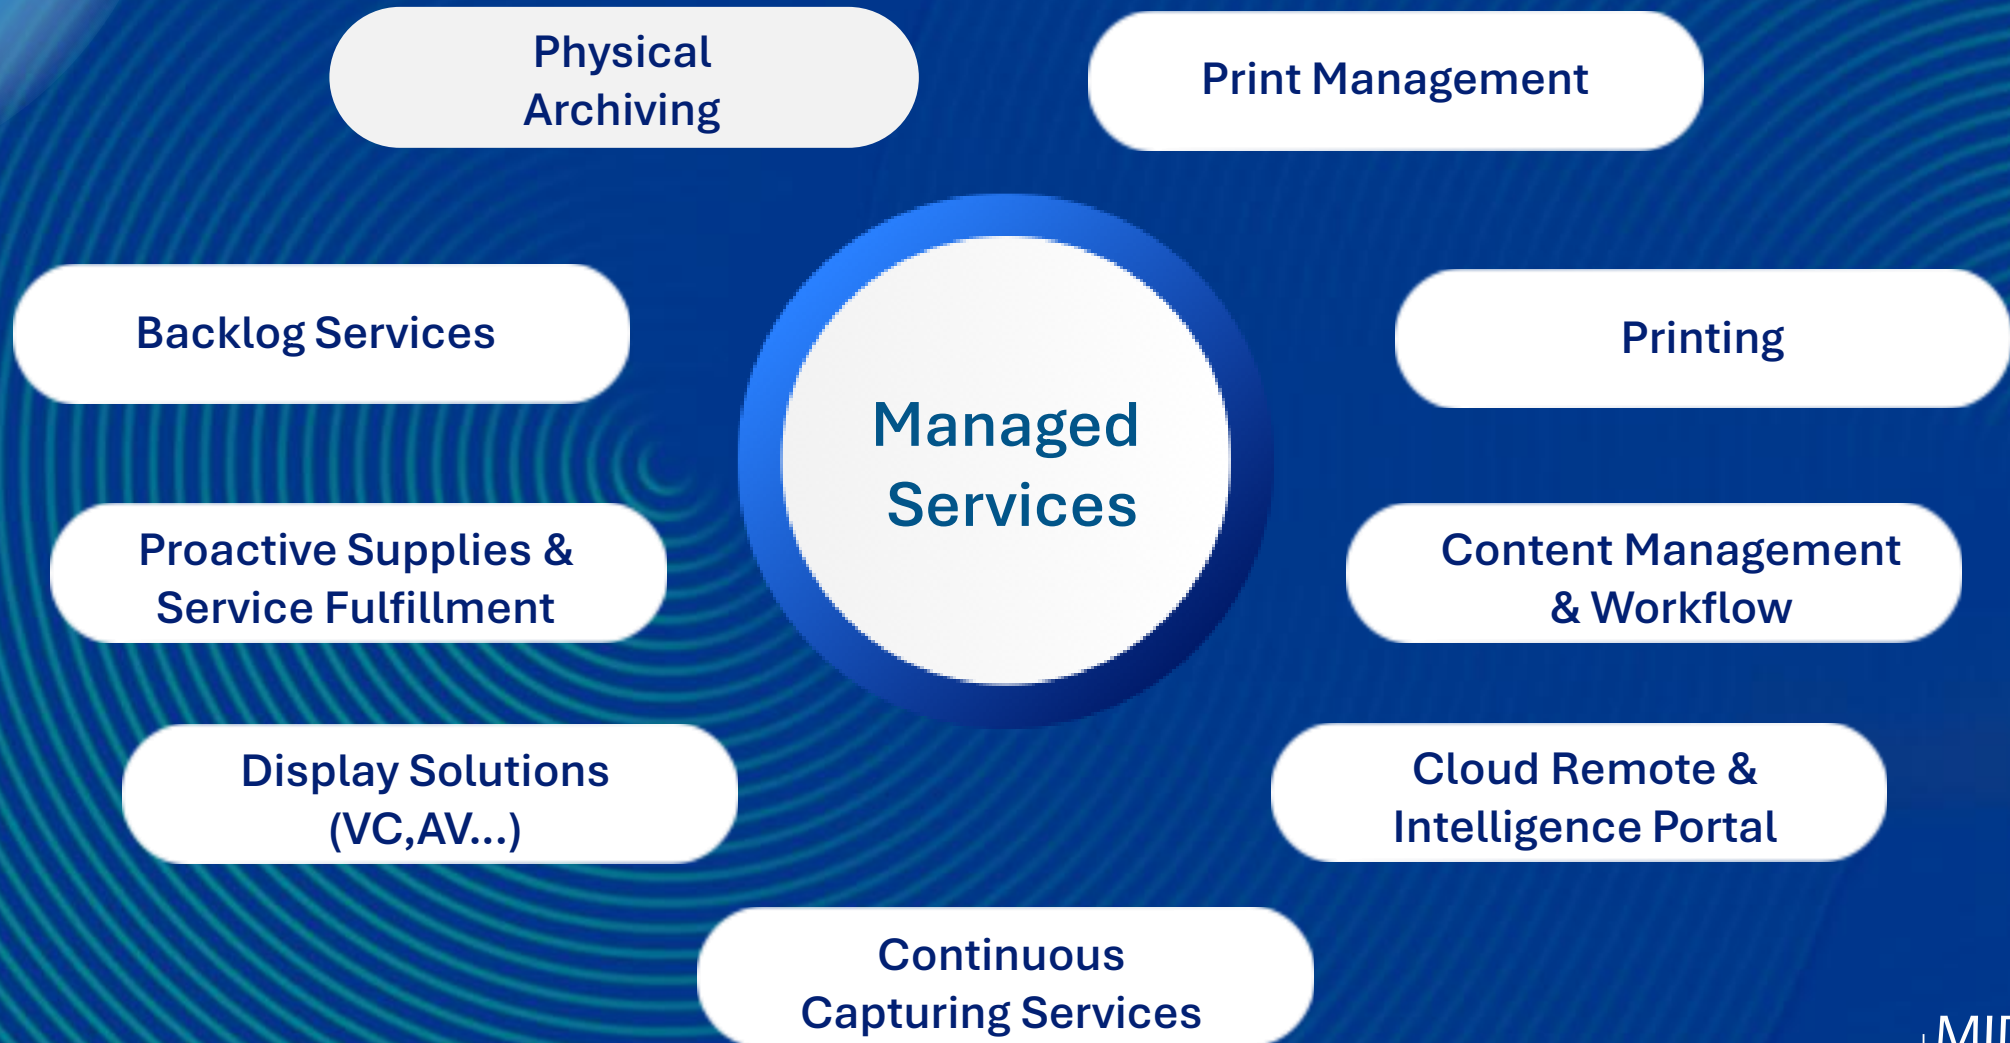 Physical
Archiving
Print Management
Backlog Services
Printing
Managed
Services
Proactive Supplies &
Service Fulfillment
Content Management
& Workflow
Display Solutions
(VC,AV...)
Cloud Remote &
Intelligence Portal
Continuous
Capturing Services